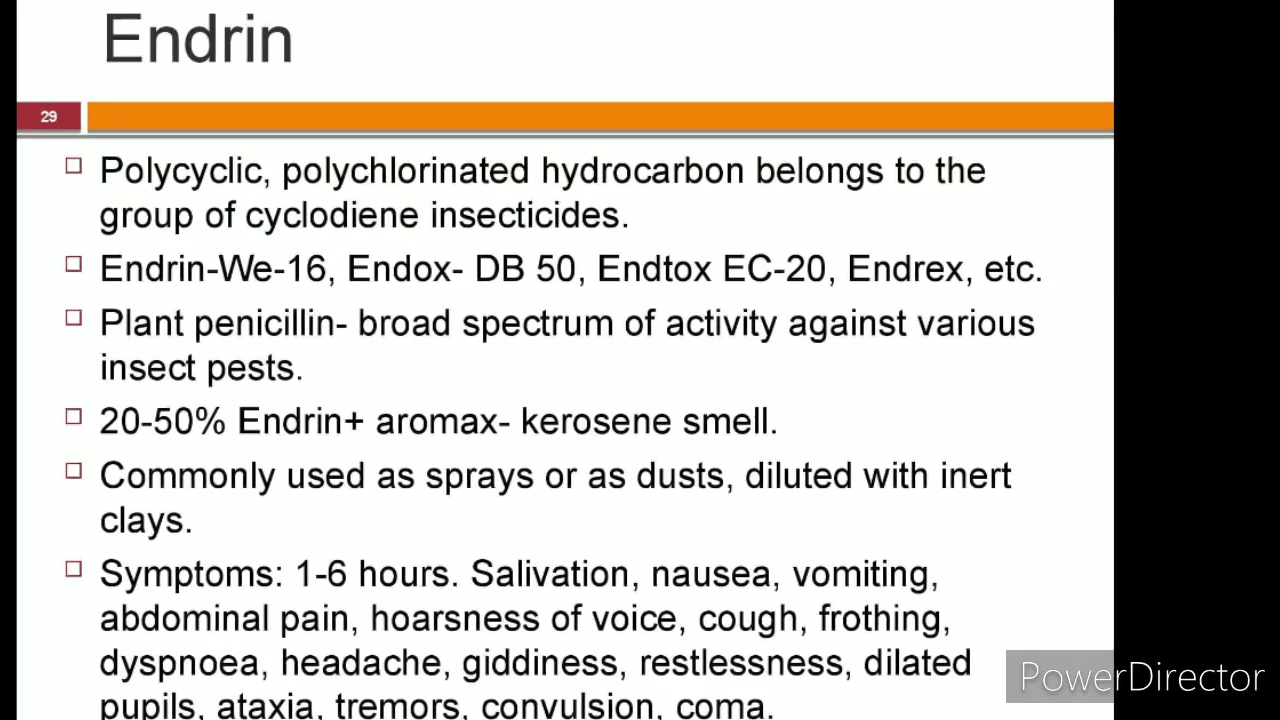 Endrin
29
Polycyclic, polychlorinated hydrocarbon belongs to the
group of cyclodiene insecticides.
Endrin-We-16, Endox- DB 50, Endtox EC-20, Endrex, etc.
Plant penicillin- broad spectrum of activity against various
insect pests.
20-50% Endrin+ aromax- kerosene smell.
Commonly used as sprays or as dusts, diluted with inert
clays.
Symptoms: 1-6 hours. Salivation, nausea, vomiting,
abdominal pain, hoarsness of voice, cough, frothing,
dyspnoea, headache, giddiness, restlessness, dilated
pupils, ataxia, tremors, convulsion, coma.
PowerDirector